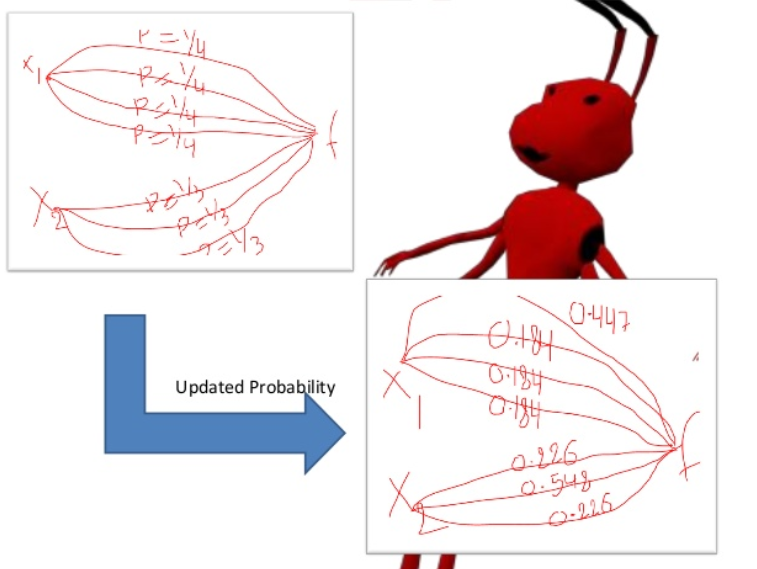 P = 1/4
x1
P = 1/4
P = 1/4
P = 1/4
f
P = 1/3
X2
P = 1/3
P = 1/3
Updated Probability
0.447
0.184
0.184
X1
0.184
f
0.226
0.548
X2
0.226